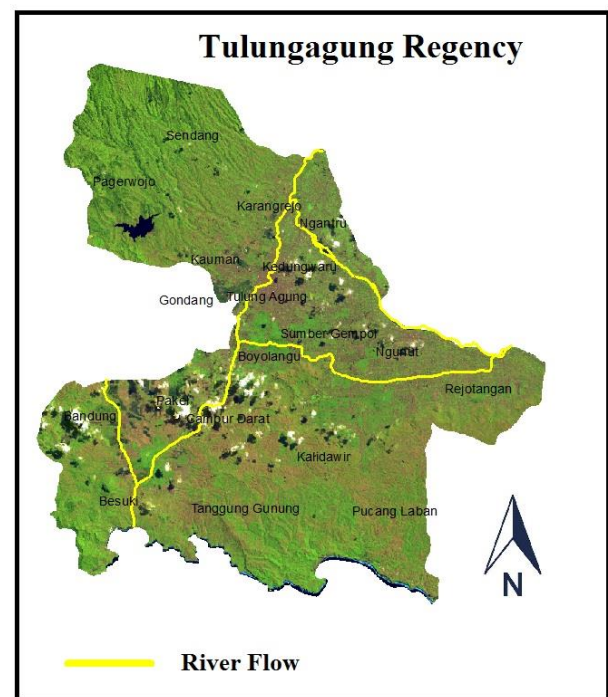 Tulungagung Regency
Sendang
Pagerwojo
Karangrejo
Ngantru
Kauman
Kedungwaru
Gondang
Tulung Agung
Sumber Gempol
Boyolangu
Ngunut
Rejotangan
Bandung
Pakel
Campur Darat
Kalidawir
Besuki
Tanggung Gunung
Pucang Laban
N
River Flow